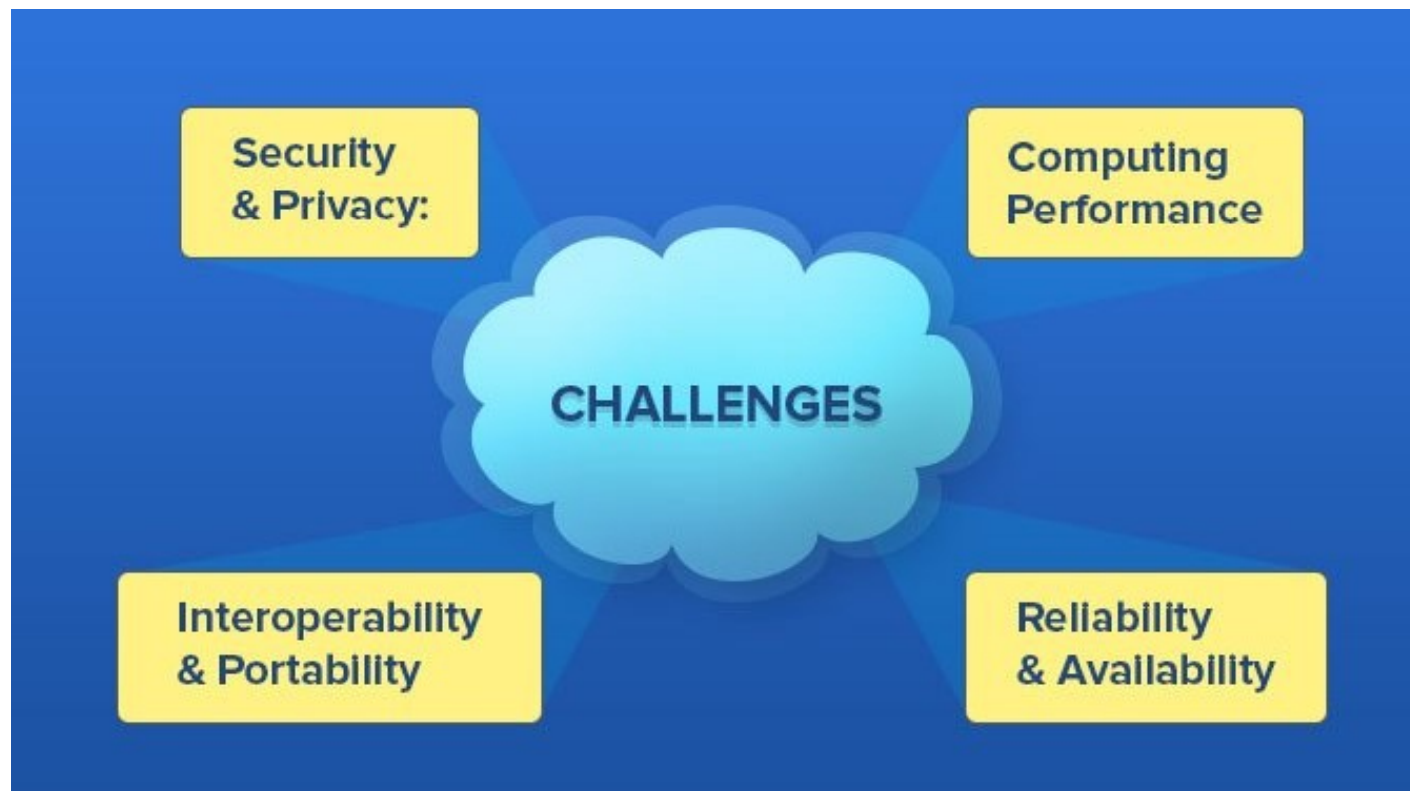 Security
& Privacy:
Computing
Performance
CHALLENGES
Interoperability
& Portability
Reliability
& Availability